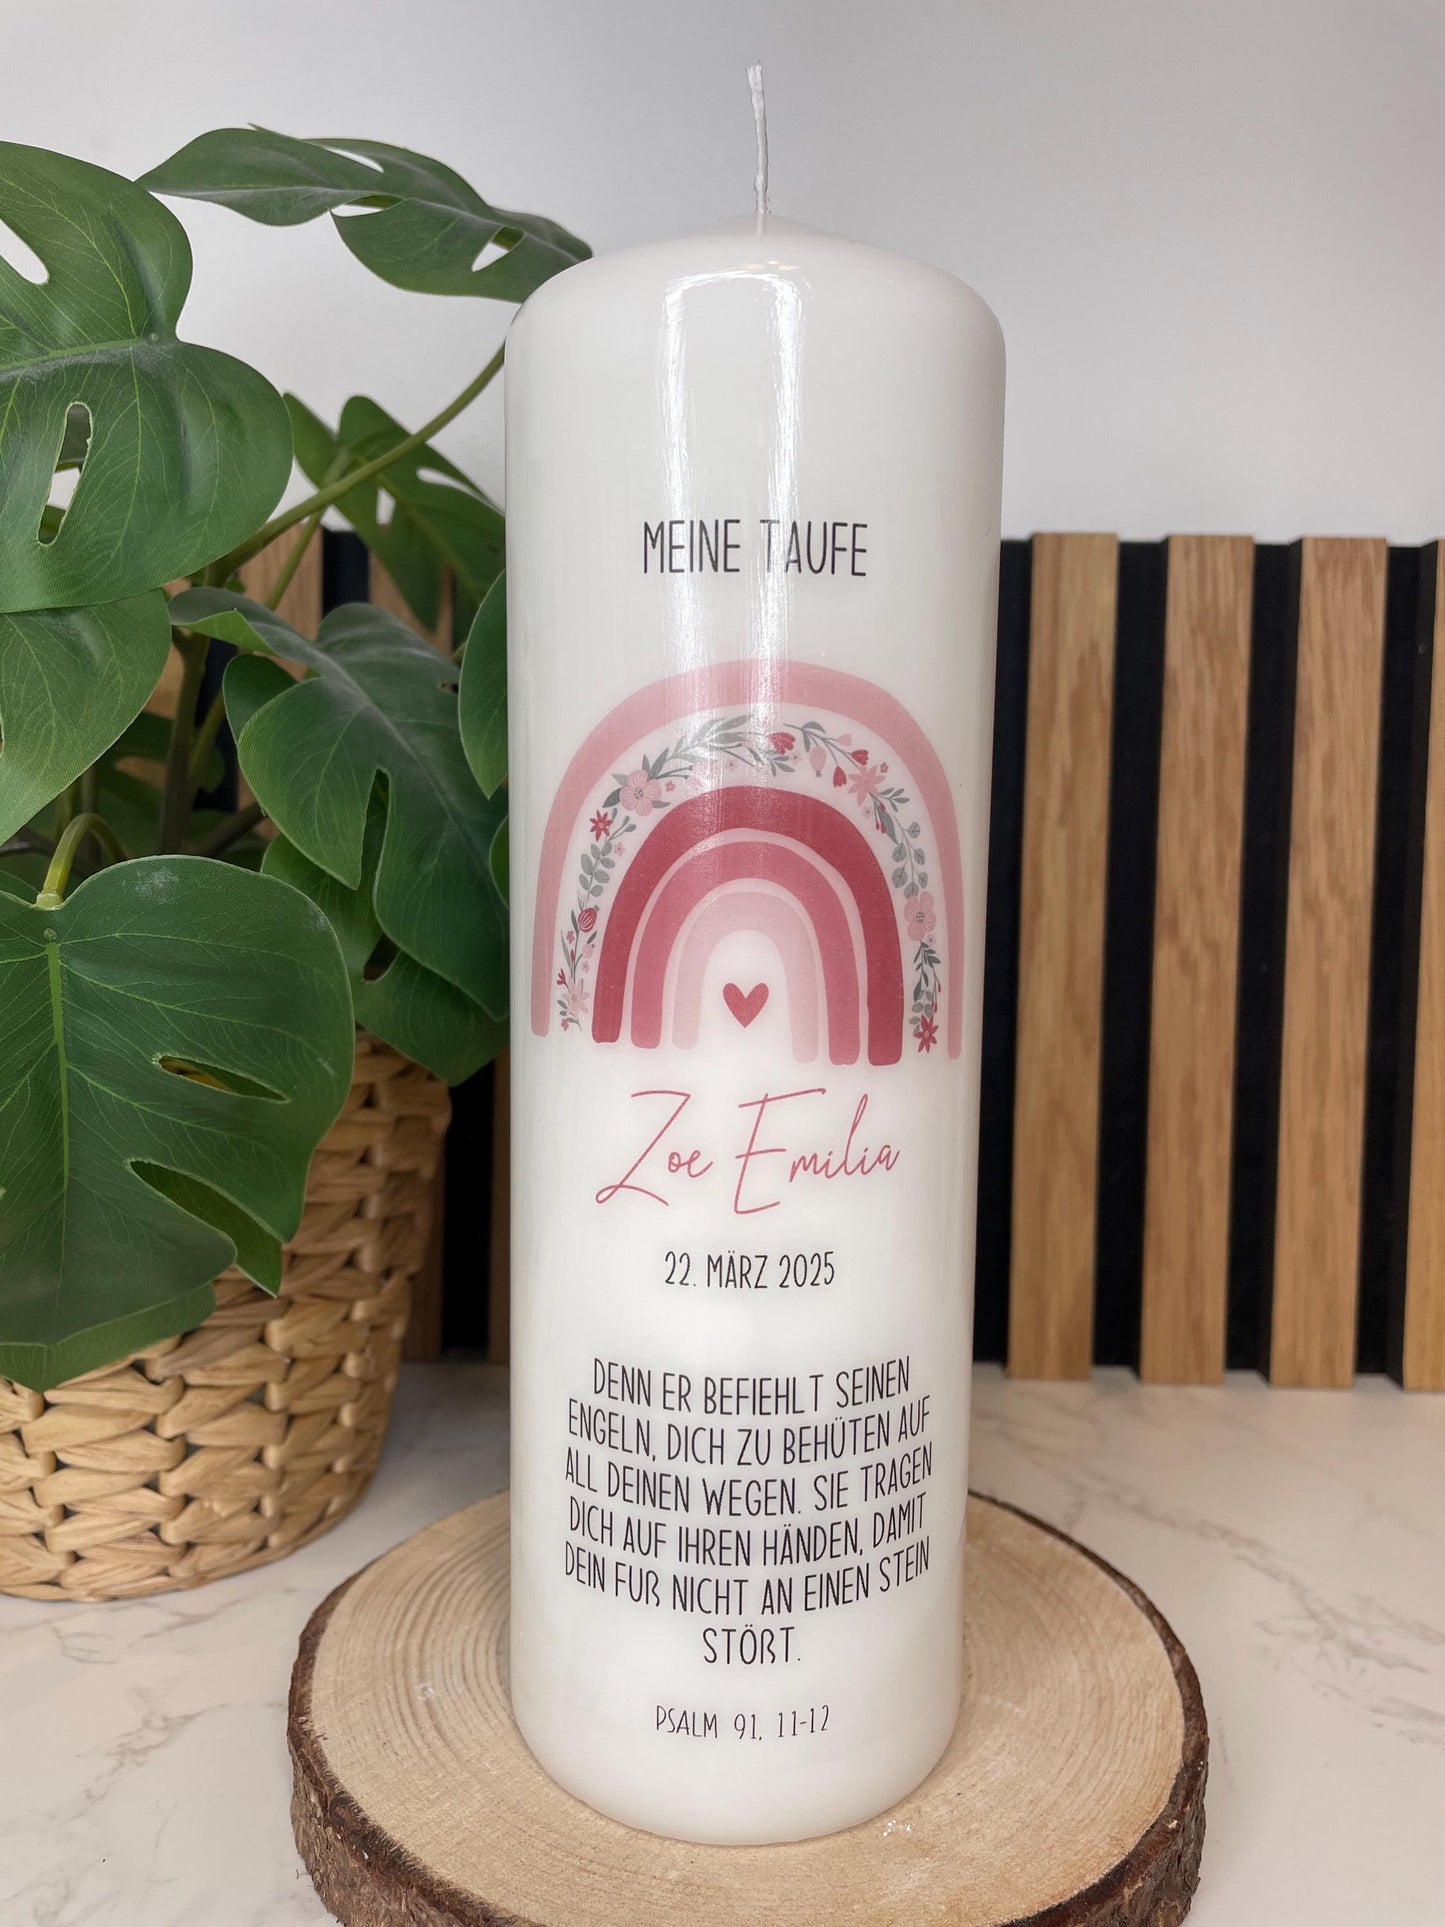 MEINE TAUFE
Zoe Emilia
22. MÄRZ 2025
DENN ER BEFIEHLT SEINEN
ENGELN, DICH ZU BEHÜTEN AUF
ALL DEINEN WEGEN. SIE TRAGEN
DICH AUF IHREN HÄNDEN, DAMIT
DEIN FUß NICHT AN EINEN STEIN
STÖßT.
PSALM 91, 11-12